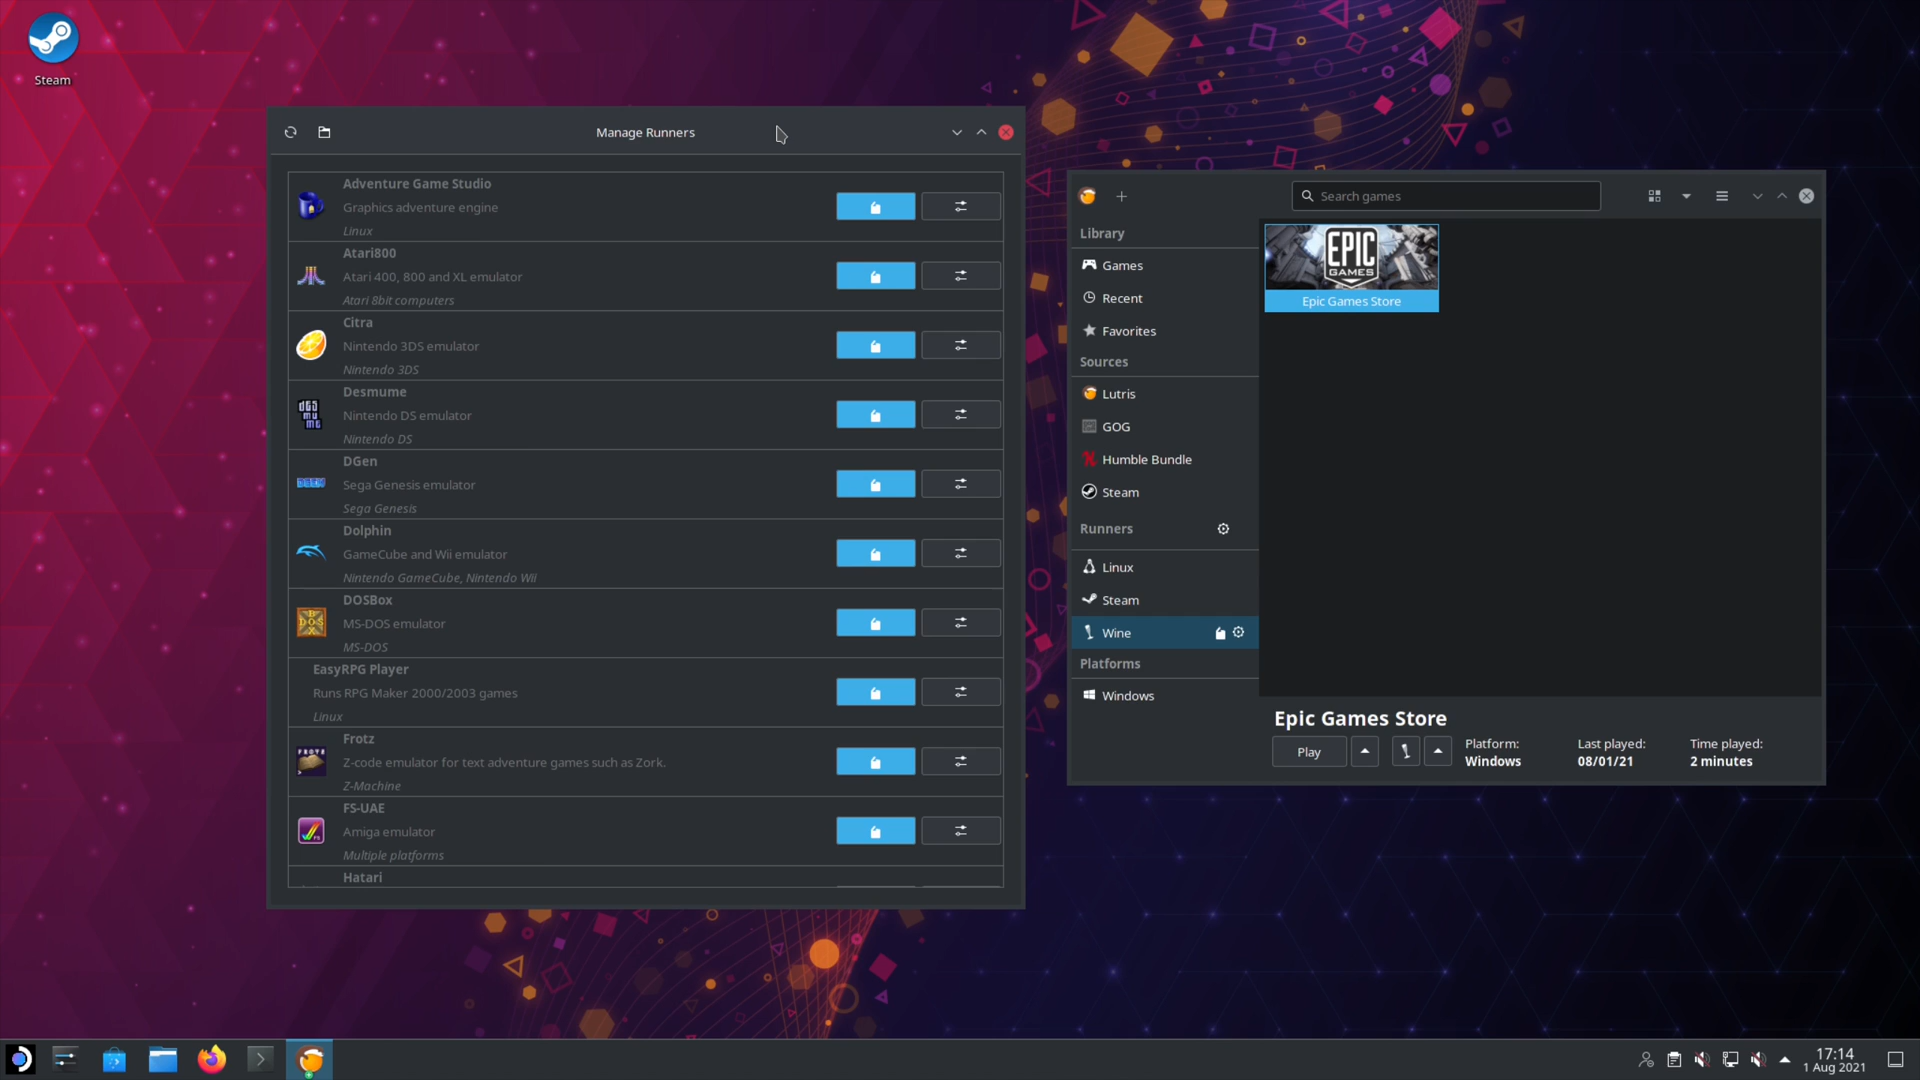 Steam
Manage Runners
Adventure Game Studio
Graphics adventure engine
Linux
Atari800
Atari 400, 800 and XL emulator
Atari 8bit computers
Citra
Nintendo 3DS emulator
Nintendo 3DS
Desmume
Nintendo DS emulator
Nintendo DS
DGen
Sega Genesis emulator
Sega Genesis
Dolphin
GameCube and Wii emulator
Nintendo GameCube, Nintendo Wii
DOSBox
MS-DOS emulator
MS-DOS
EasyRPG Player
Runs RPG Maker 2000/2003 games
Linux
Frotz
Z-code emulator for text adventure games such as Zork.
Z-Machine
FS-UAE
Amiga emulator
Multiple platforms
Hatari
Search games
Library
Games
Recent
Favorites
Sources
Lutris
GOG
Humble Bundle
Steam
Runners
Linux
Steam
Wine
Platforms
Windows
EPIC
GAMES
Epic Games Store
Epic Games Store
Play
Platform:
Windows
Last played:
08/01/21
Time played:
2 minutes
17:14
1 Aug 2021